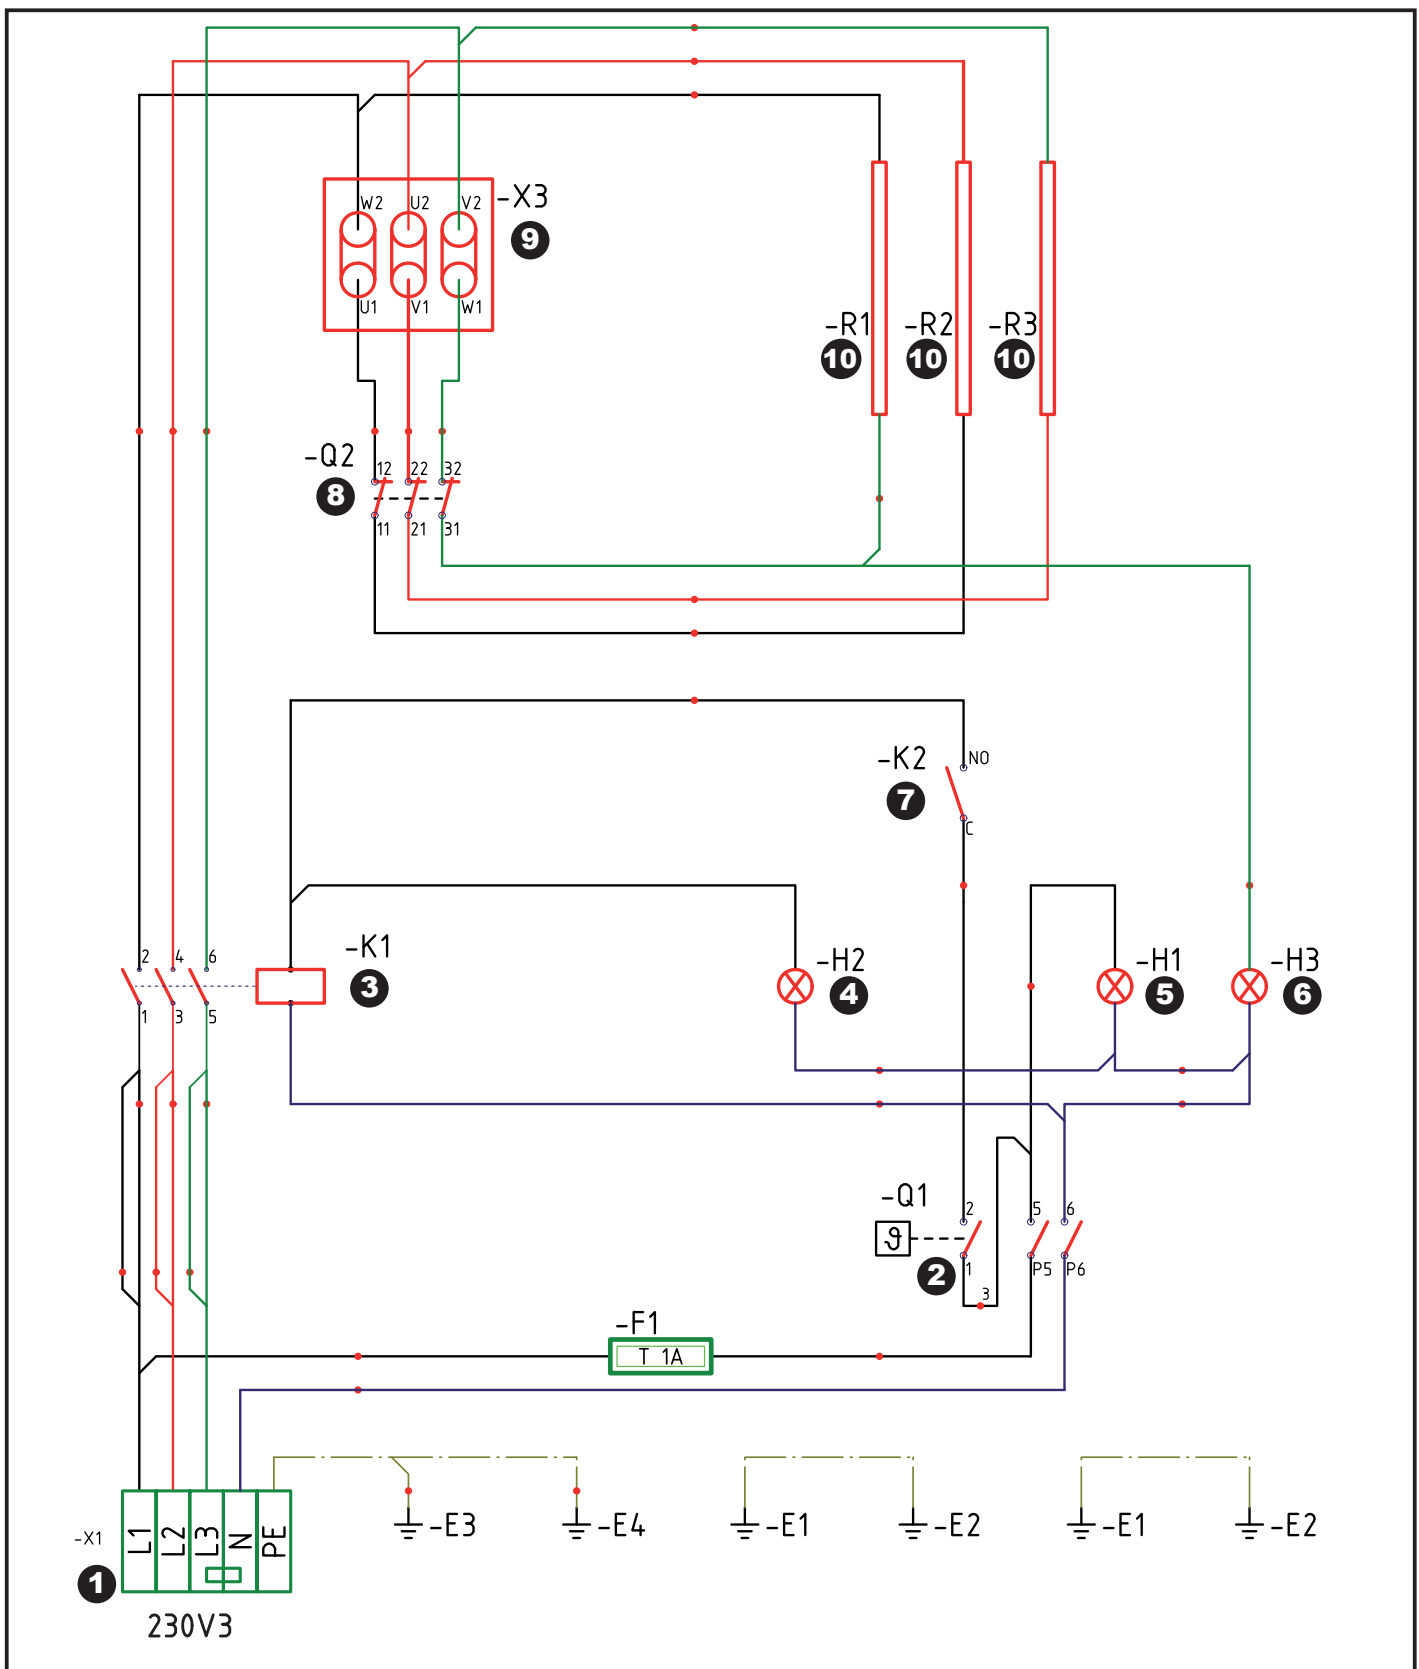 W2 U2 V2 -X3
9
U1 V1 W1
-R1 -R2 -R3
10 10 10
-Q2 12 22 32
8
11 21 31
-K2 NO
7
C
2 4 6 -K1 -H2 -H1 -H3
3 4 5 6
1 3 5
-Q1 2 5 6
ϑ
2 1 P5 P6
3
-F1
T 1A
-X1 L1 L2 L3 N PE -E3 -E4 -E1 -E2 -E1 -E2
1
230V3